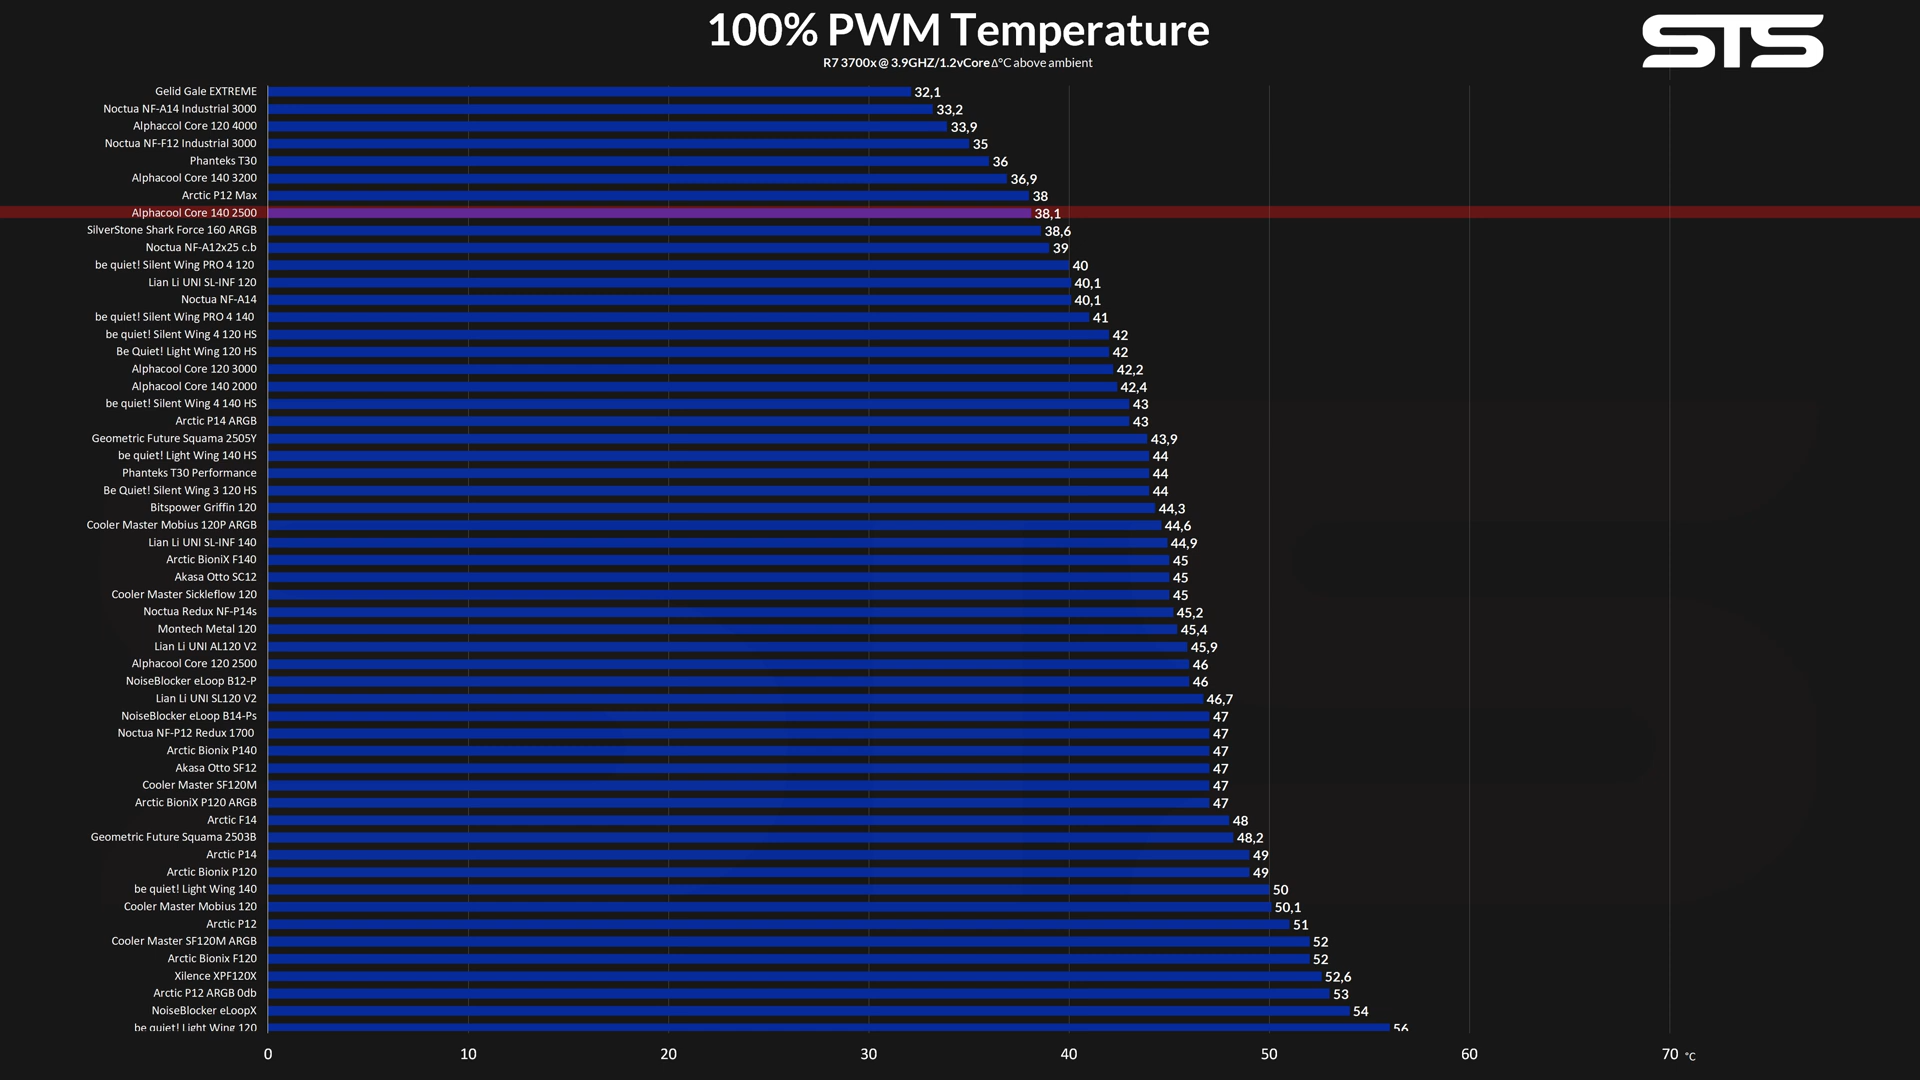 100% PWM Temperature
STS
R7 3700x @ 3.9GHZ/1.2vCore Δ°C above ambient
Gelid Gale EXTREME 32,1
Noctua NF-A14 Industrial 3000 33,2
Alphaccol Core 120 4000 33,9
Noctua NF-F12 Industrial 3000 35
Phanteks T30 36
Alphacool Core 140 3200 36,9
Arctic P12 Max 38
Alphacool Core 140 2500 38,1
SilverStone Shark Force 160 ARGB 38,6
Noctua NF-A12x25 c.b 39
be quiet! Silent Wing PRO 4 120 40
Lian Li UNI SL-INF 120 40,1
Noctua NF-A14 40,1
be quiet! Silent Wing PRO 4 140 41
be quiet! Silent Wing 4 120 HS 42
Be Quiet! Light Wing 120 HS 42
Alphacool Core 120 3000 42,2
Alphacool Core 140 2000 42,4
be quiet! Silent Wing 4 140 HS 43
Arctic P14 ARGB 43
Geometric Future Squama 2505Y 43,9
be quiet! Light Wing 140 HS 44
Phanteks T30 Performance 44
Be Quiet! Silent Wing 3 120 HS 44
Bitspower Griffin 120 44,3
Cooler Master Mobius 120P ARGB 44,6
Lian Li UNI SL-INF 140 44,9
Arctic BioniX F140 45
Akasa Otto SC12 45
Cooler Master Sickleflow 120 45
Noctua Redux NF-P14s 45,2
Montech Metal 120 45,4
Lian Li UNI AL120 V2 45,9
Alphacool Core 120 2500 46
NoiseBlocker eLoop B12-P 46
Lian Li UNI SL120 V2 46,7
NoiseBlocker eLoop B14-Ps 47
Noctua NF-P12 Redux 1700 47
Arctic Bionix P140 47
Akasa Otto SF12 47
Cooler Master SF120M 47
Arctic BioniX P120 ARGB 47
Arctic F14 48
Geometric Future Squama 2503B 48,2
Arctic P14 49
Arctic Bionix P120 49
be quiet! Light Wing 140 50
Cooler Master Mobius 120 50,1
Arctic P12 51
Cooler Master SF120M ARGB 52
Arctic Bionix F120 52
Xilence XPF120X 52,6
Arctic P12 ARGB 0db 53
NoiseBlocker eLoopX 54
be quiet! Light Wing 120 56
0 10 20 30 40 50 60 70 °C